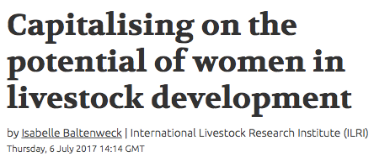 Capitalising on the
potential of women in
livestock development
by Isabelle Baltenweck | International Livestock Research Institute (ILRI)
Thursday, 6 July 2017 14:14 GMT